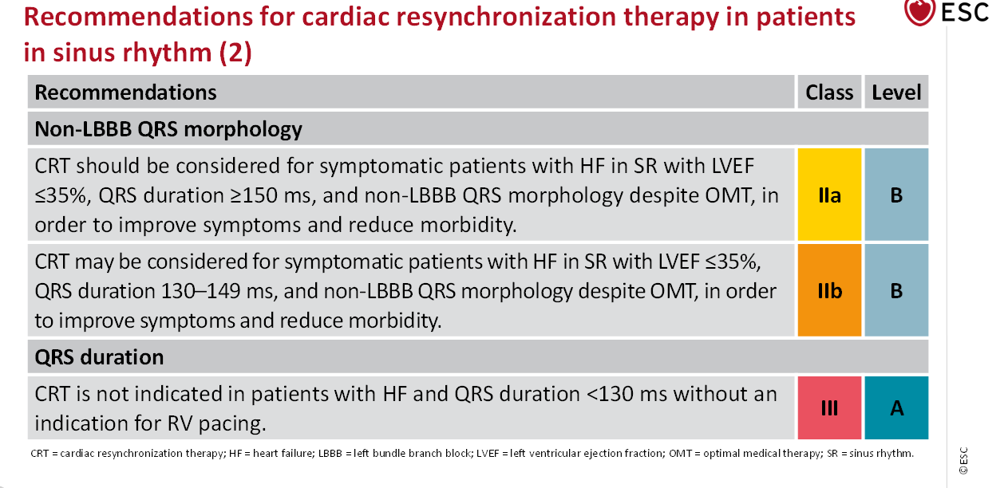 Recommendations for cardiac resynchronization therapy in patients
in sinus rhythm (2)
ESC
Recommendations Class Level
Non-LBBB QRS morphology
CRT should be considered for symptomatic patients with HF in SR with LVEF
≤35%, QRS duration ≥150 ms, and non-LBBB QRS morphology despite OMT, in
order to improve symptoms and reduce morbidity.
IIa B
CRT may be considered for symptomatic patients with HF in SR with LVEF ≤35%,
QRS duration 130–149 ms, and non-LBBB QRS morphology despite OMT, in order
to improve symptoms and reduce morbidity.
IIb B
QRS duration
CRT is not indicated in patients with HF and QRS duration <130 ms without an
indication for RV pacing.
III A
CRT = cardiac resynchronization therapy; HF = heart failure; LBBB = left bundle branch block; LVEF = left ventricular ejection fraction; OMT = optimal medical therapy; SR = sinus rhythm.
©ESC